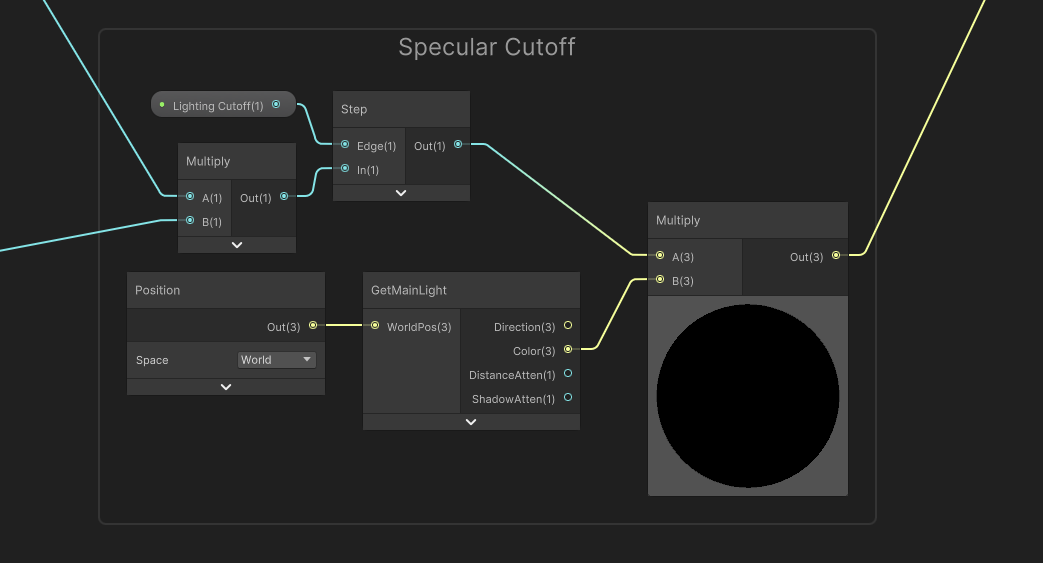 Specular Cutoff
Lighting Cutoff(1)
Step
Edge(1)
Out(1)
In(1)
Multiply
A(1)
Out(1)
B(1)
Multiply
A(3)
Out(3)
B(3)
Position
Out(3)
Space
World
GetMainLight
WorldPos(3)
Direction(3)
Color(3)
DistanceAtten(1)
ShadowAtten(1)